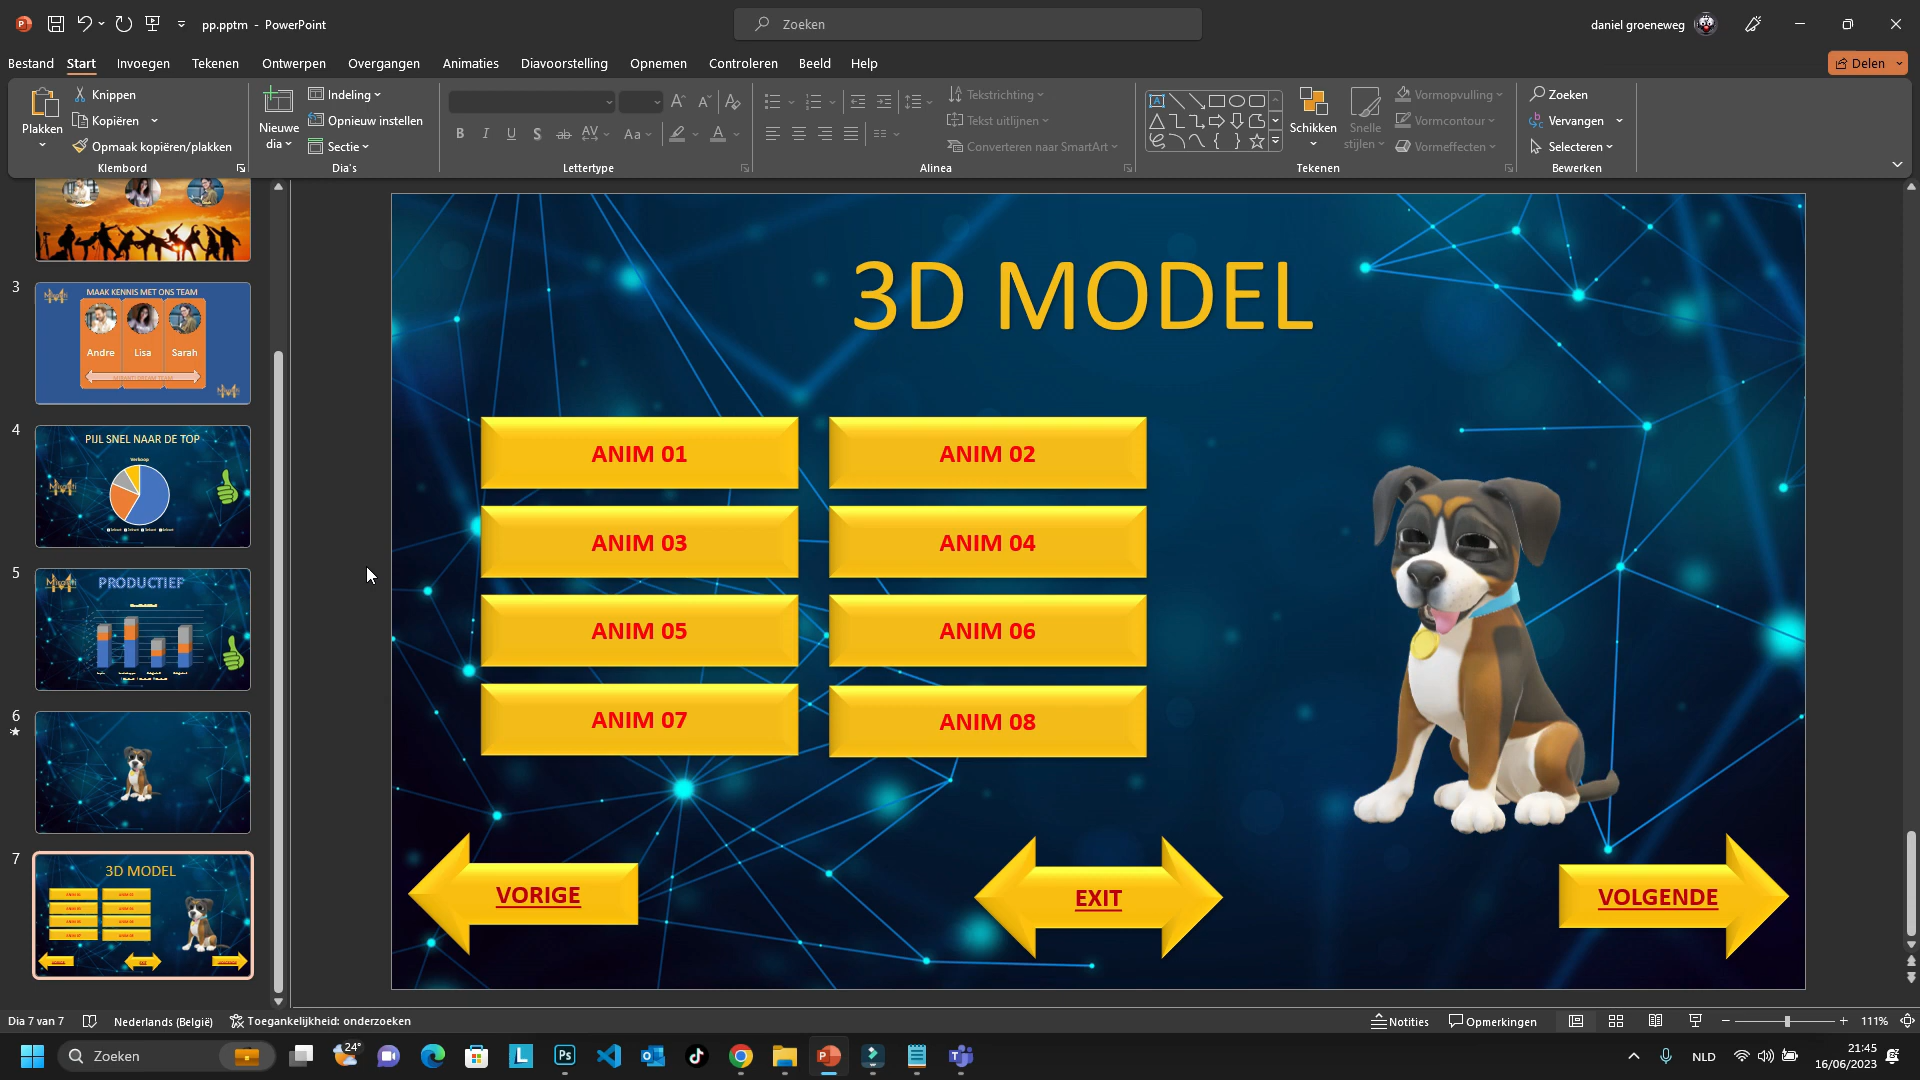 pp.pptm - PowerPoint
Zoeken
daniel groeneweg
Bestand Start Invoegen Tekenen Ontwerpen Overgangen Animaties Diavoorstelling Opnemen Controleren Beeld Help
Delen
Plakken
Knippen
Kopiëren
Opmaak kopiëren/plakken
Klembord
Nieuwe
dia
Indeling
Opnieuw instellen
Sectie
Dia's
Lettertype
Tekstrichting
Tekst uitlijnen
Converteren naar SmartArt
Alinea
Schikken
Snelle
stijlen
Vormopvulling
Vormcontour
Vormeffecten
Tekenen
Zoeken
Vervangen
Selecteren
Bewerken
3
MAAK KENNIS MET ONS TEAM
Andre Lisa Sarah
4
PIJL SNEL NAAR DE TOP
Verkoop
5
PRODUCTIEF
6
7
3D MODEL
3D MODEL
ANIM 01 ANIM 02
ANIM 03 ANIM 04
ANIM 05 ANIM 06
ANIM 07 ANIM 08
VORIGE EXIT VOLGENDE
Dia 7 van 7 Nederlands (België) Toegankelijkheid: onderzoeken
Notities Opmerkingen 111%
Zoeken
24°
NLD
21:45
16/06/2023